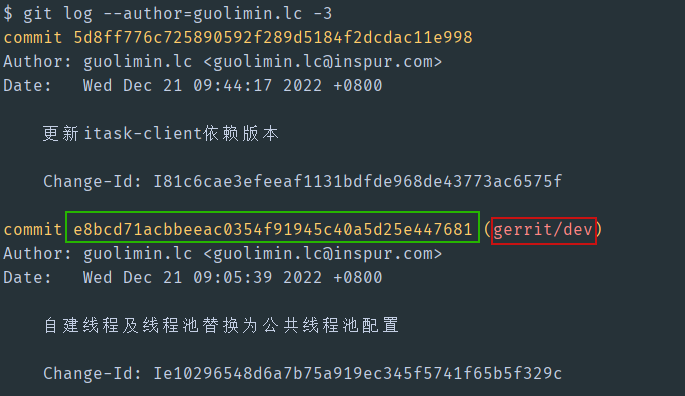 $ git log --author=guolimin.lc -3
commit 5d8ff776c725890592f289d5184f2dcdac11e998
Author: guolimin.lc <guolimin.lc@inspur.com>
Date:   Wed Dec 21 09:44:17 2022 +0800
更新itask-client依赖版本
Change-Id: I81c6cae3efeeaf1131bdfde968de43773ac6575f
commit e8bcd71acbbeeac0354f91945c40a5d25e447681 (gerrit/dev)
Author: guolimin.lc <guolimin.lc@inspur.com>
Date:   Wed Dec 21 09:05:39 2022 +0800
自建线程及线程池替换为公共线程池配置
Change-Id: Ie10296548d6a7b75a919ec345f5741f65b5f329c